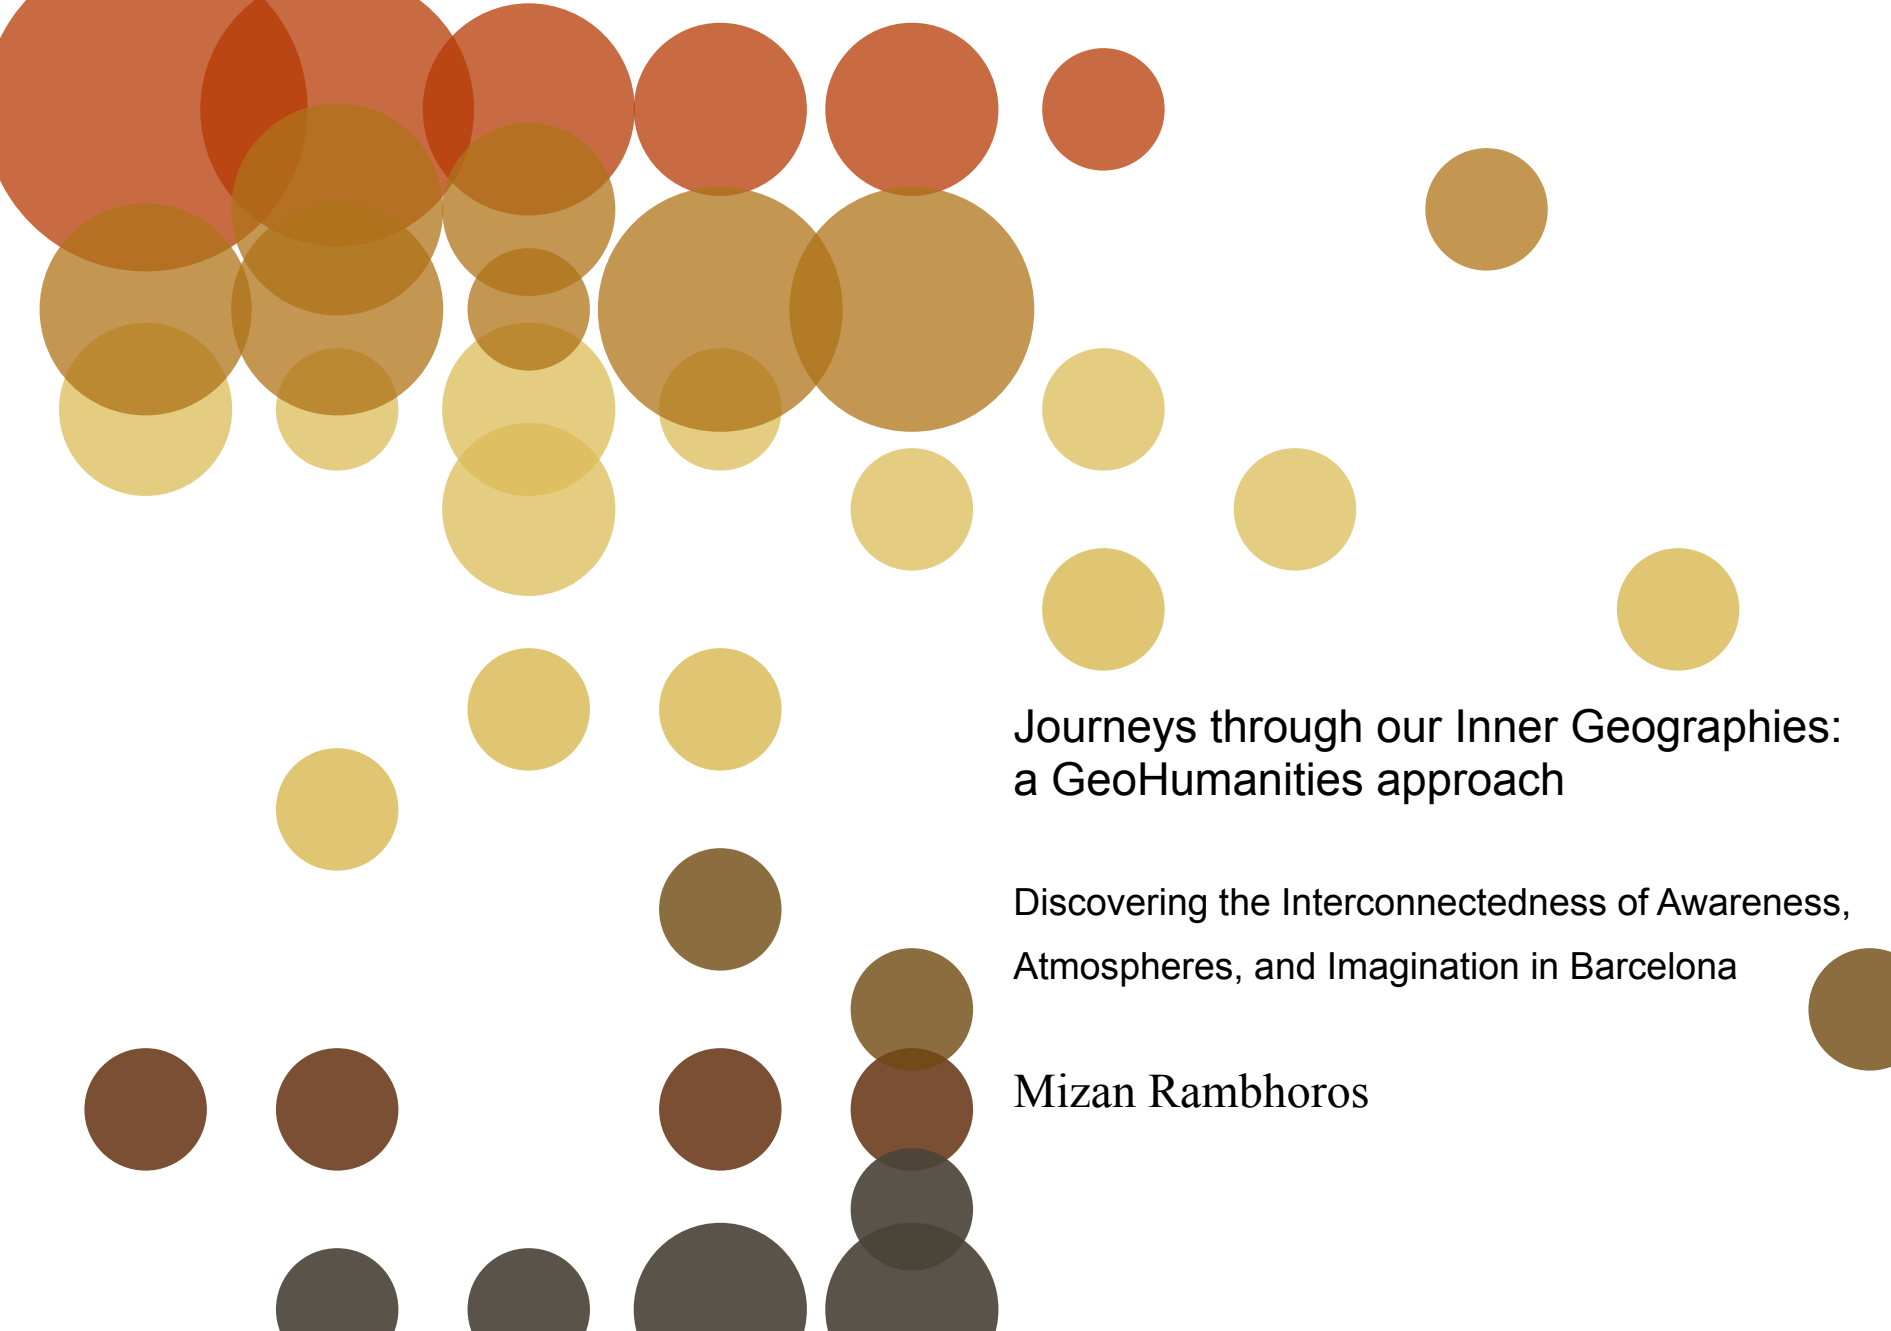 Journeys through our Inner Geographies:
a GeoHumanities approach
Discovering the Interconnectedness of Awareness,
Atmospheres, and Imagination in Barcelona
Mizan Rambhoros